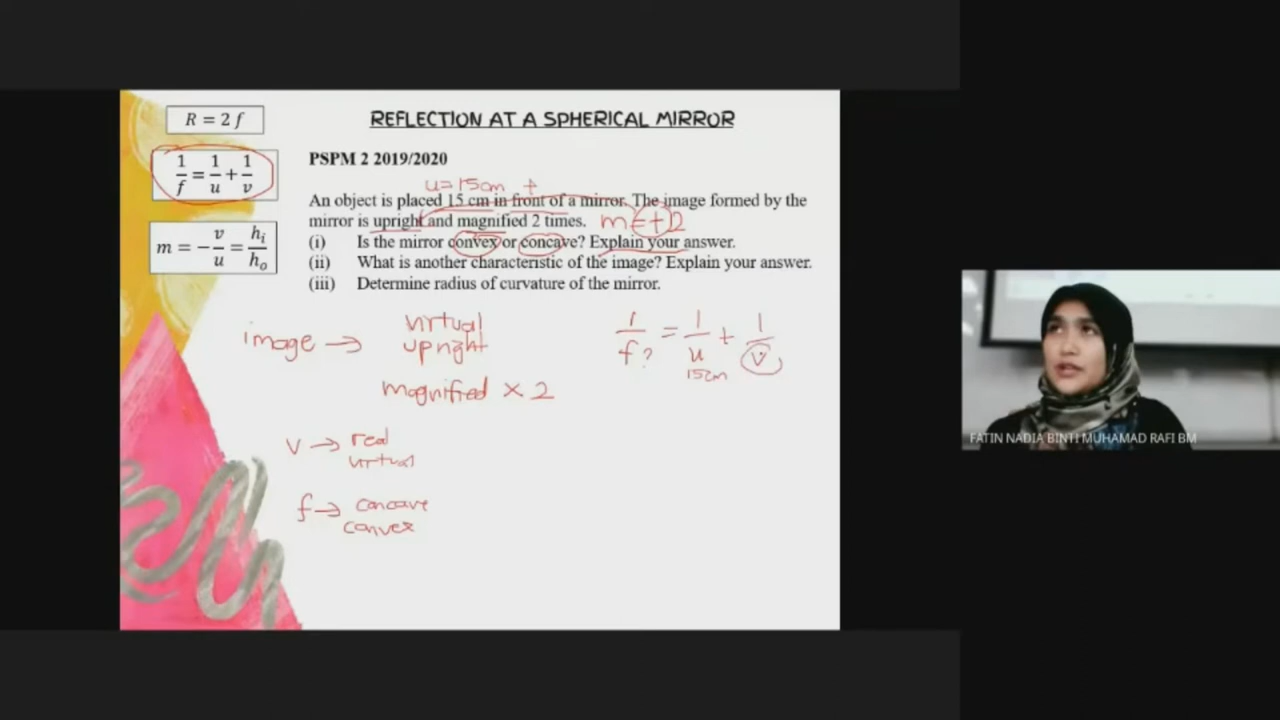 R = 2f
1/f = 1/u + 1/v
m = -v/u = hi/ho
REFLECTION AT A SPHERICAL MIRROR
PSPM 2 2019/2020
u=15cm +
An object is placed 15 cm in front of a mirror. The image formed by the
mirror is upright and magnified 2 times. m=+2
(i) Is the mirror convex or concave? Explain your answer.
(ii) What is another characteristic of the image? Explain your answer.
(iii) Determine radius of curvature of the mirror.
image → virtual
upright
magnified × 2
1/f? = 1/u + 1/v
15cm
v → real
virtual
f → concave
convex
FATIN NADIA BINTI MUHAMAD RAFI BM